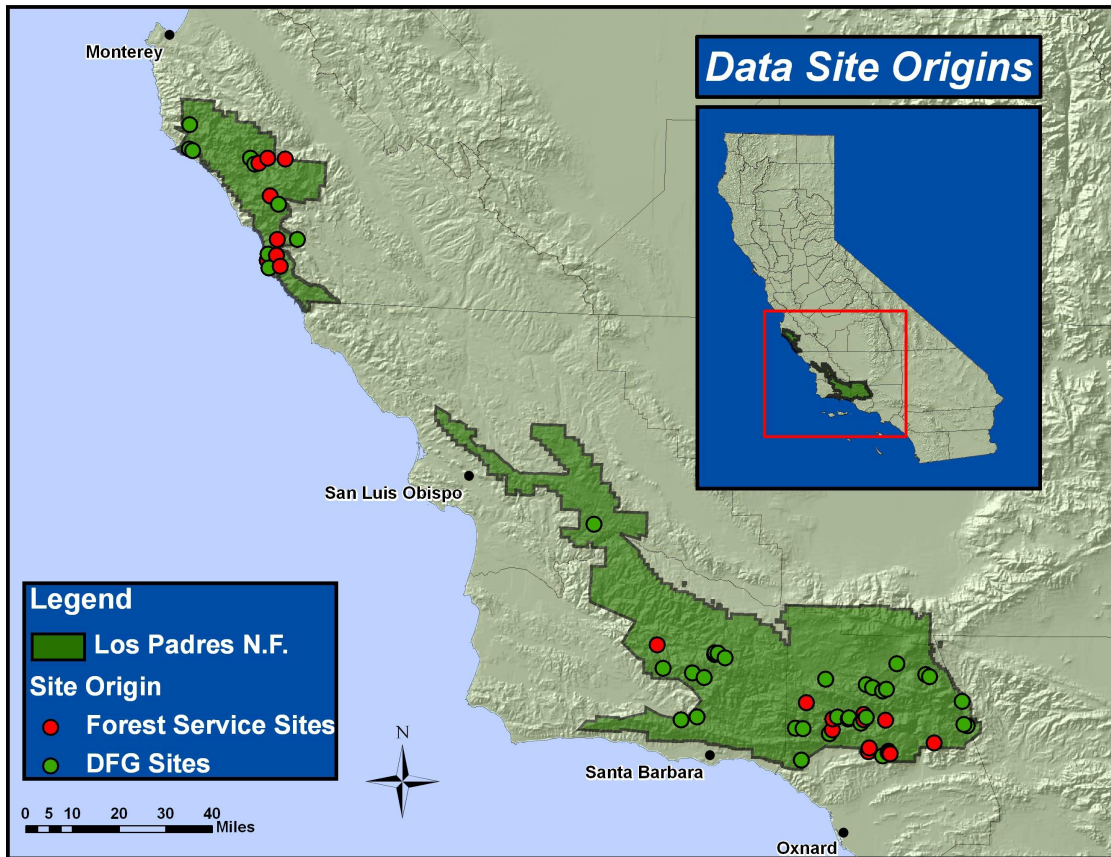 Monterey
Data Site Origins
San Luis Obispo
Legend
Los Padres N.F.
Site Origin
Forest Service Sites
DFG Sites
N
Santa Barbara
0 5 10 20 30 40
Miles
Oxnard